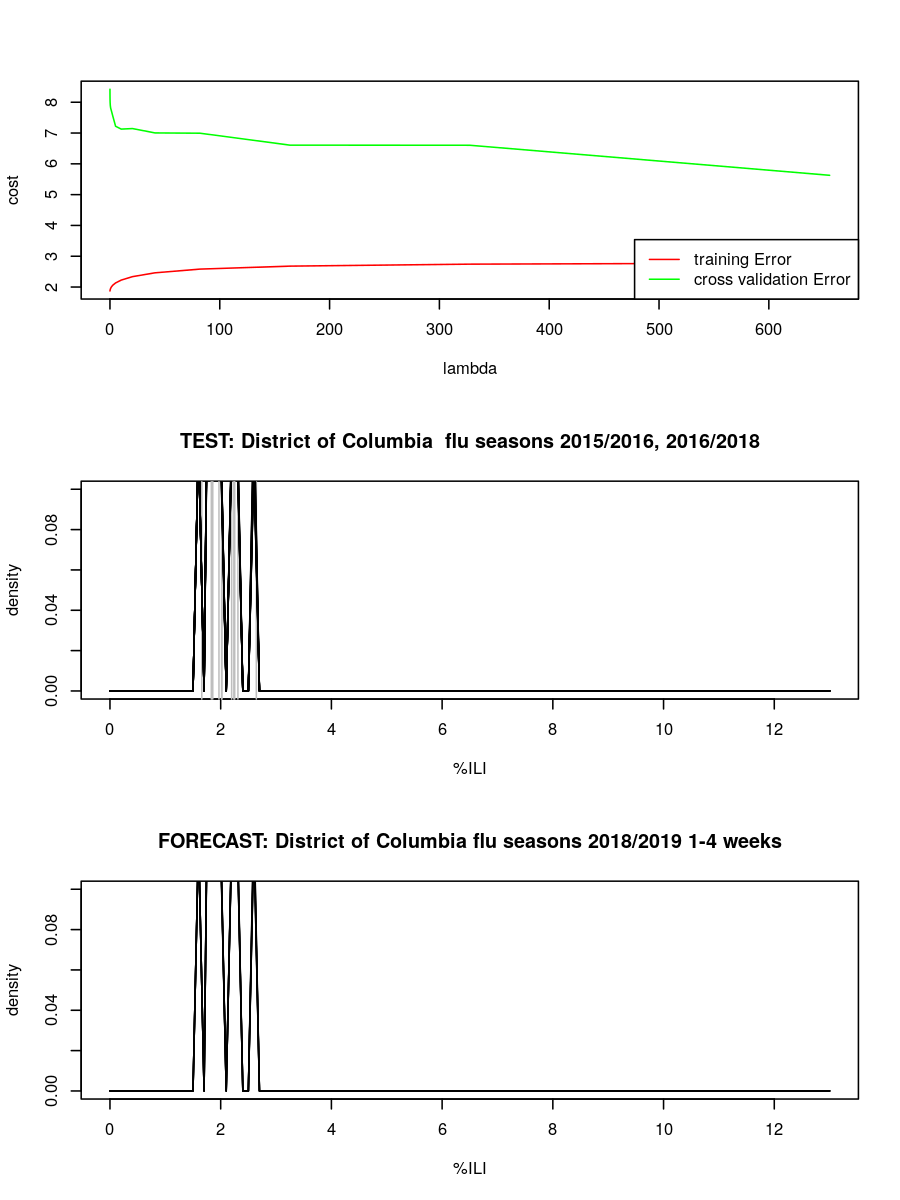 8
7
6
5
4
3
2
cost
training Error
cross validation Error
0 100 200 300 400 500 600
lambda
TEST: District of Columbia  flu seasons 2015/2016, 2016/2018
0.08
0.04
0.00
density
0 2 4 6 8 10 12
%ILI
FORECAST: District of Columbia flu seasons 2018/2019 1-4 weeks
0.08
0.04
0.00
density
0 2 4 6 8 10 12
%ILI